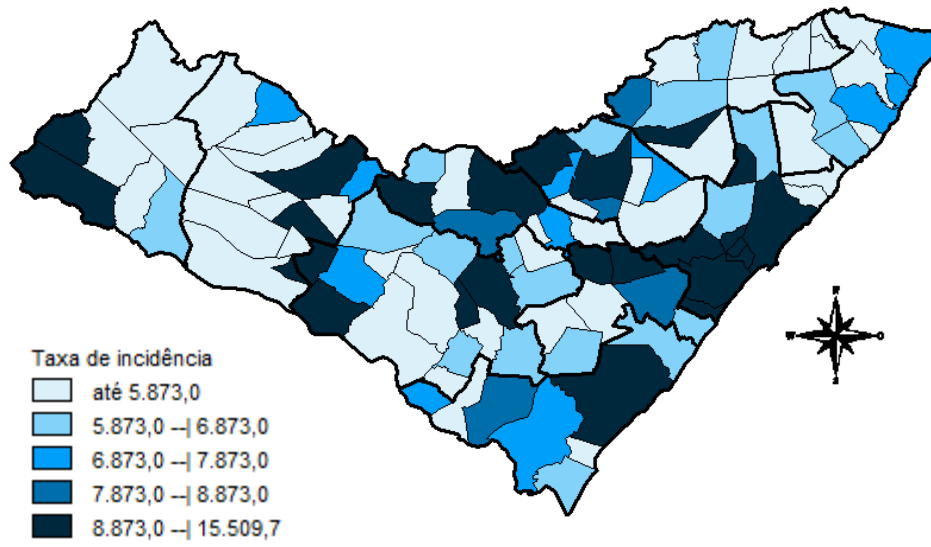 Taxa de incidência
até 5.873,0
5.873,0 --| 6.873,0
6.873,0 --| 7.873,0
7.873,0 --| 8.873,0
8.873,0 --| 15.509,7